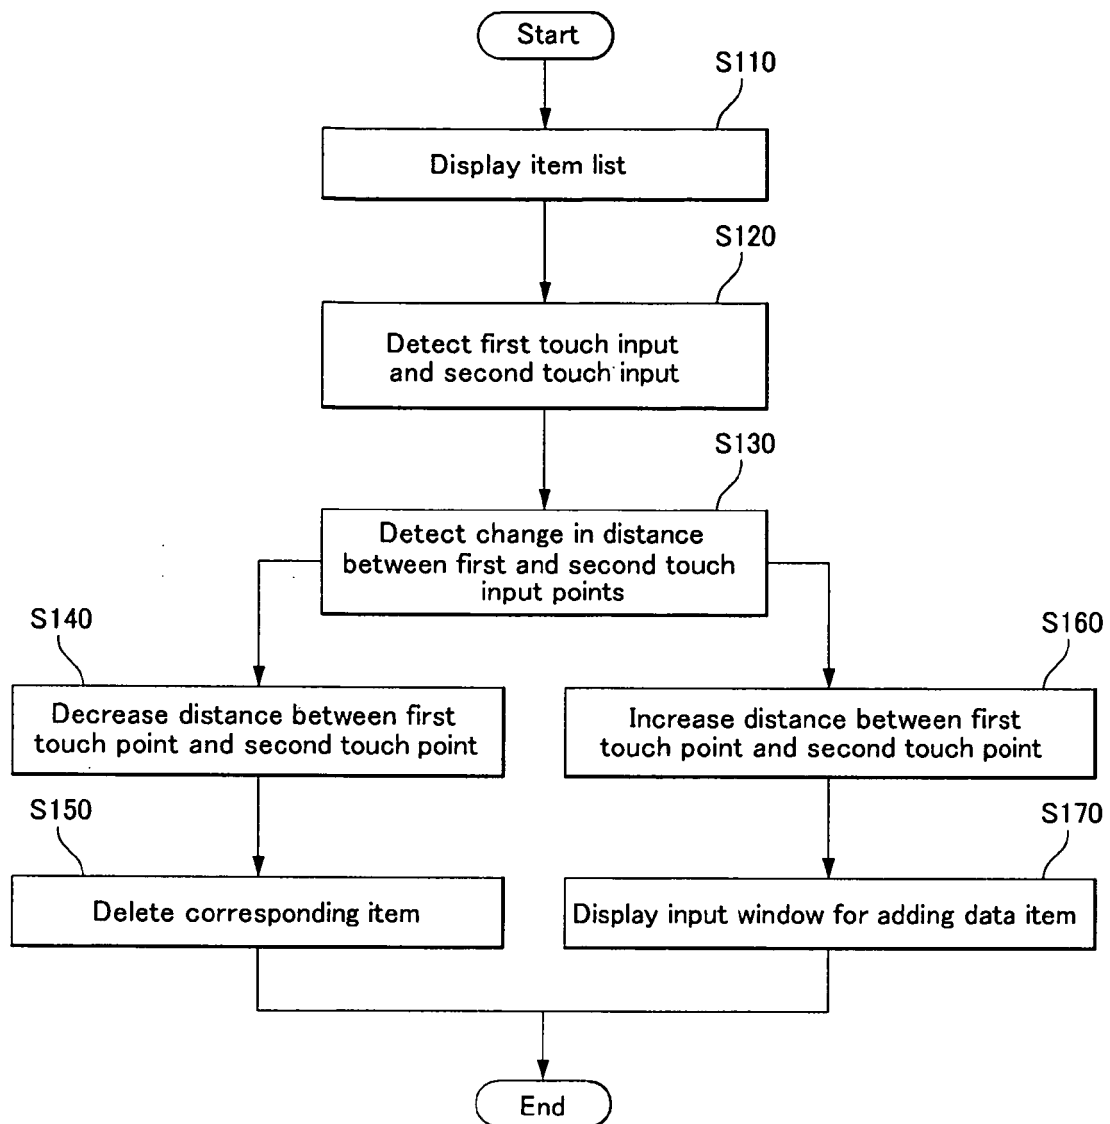 Start
S110
Display item list
S120
Detect first touch input
and second touch input
S130
Detect change in distance
between first and second touch
input points
S140
Decrease distance between first
touch point and second touch point
S160
Increase distance between first
touch point and second touch point
S150
Delete corresponding item
S170
Display input window for adding data item
End